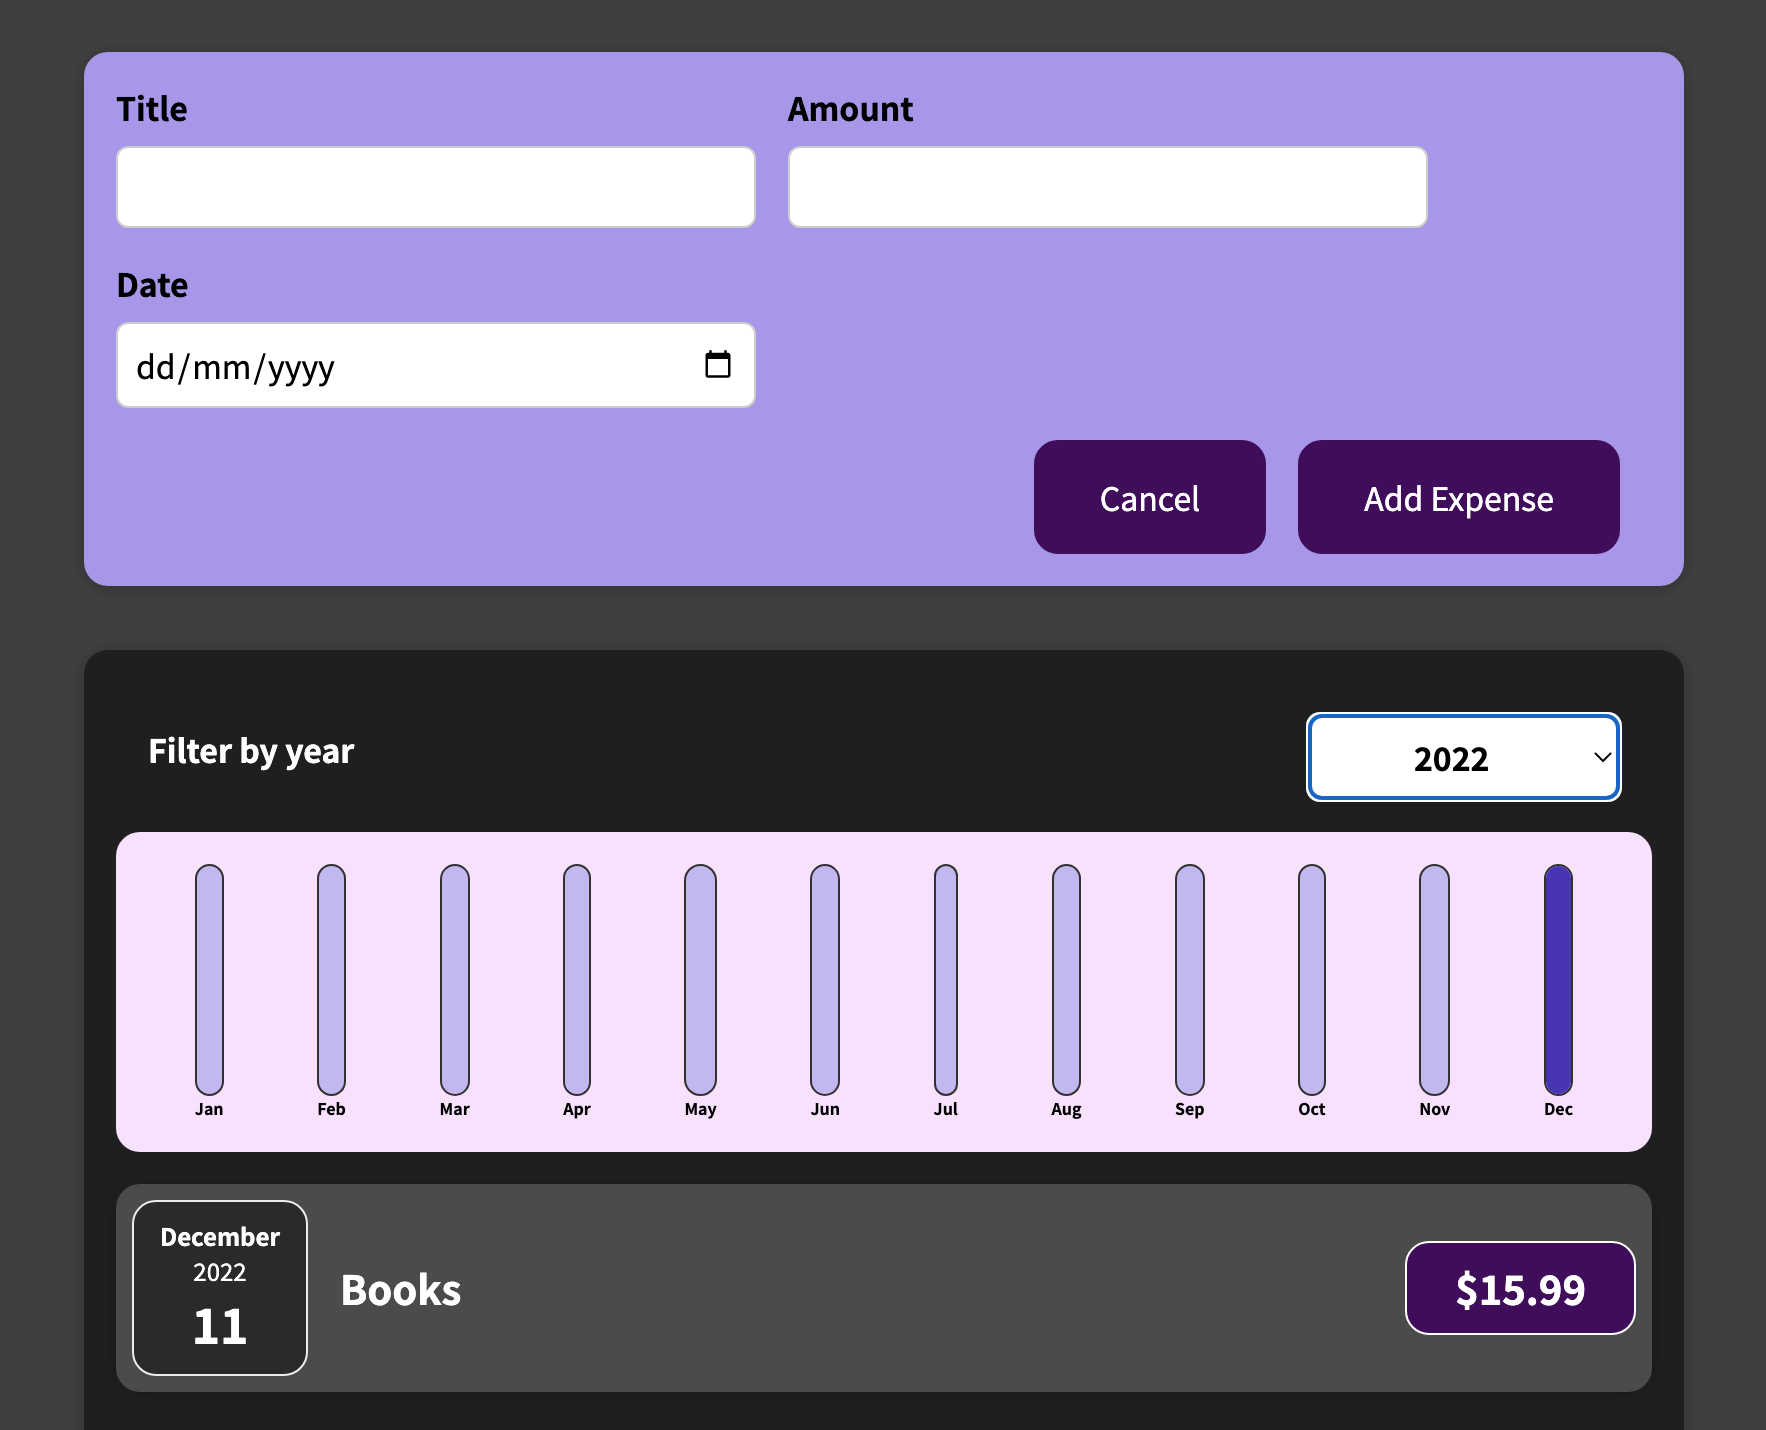 Title
Amount
Date
dd/mm/yyyy
Cancel
Add Expense
Filter by year
2022
Jan
Feb
Mar
Apr
May
Jun
Jul
Aug
Sep
Oct
Nov
Dec
December
2022
11
Books
$15.99